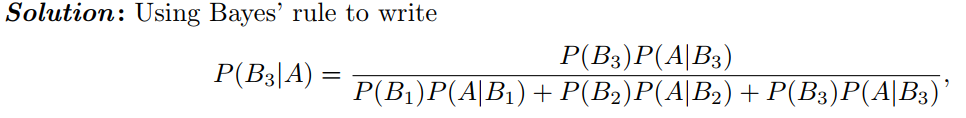 Solution: Using Bayes' rule to write
P(B₃|A) = P(B₃)P(A|B₃) / P(B₁)P(A|B₁) + P(B₂)P(A|B₂) + P(B₃)P(A|B₃),